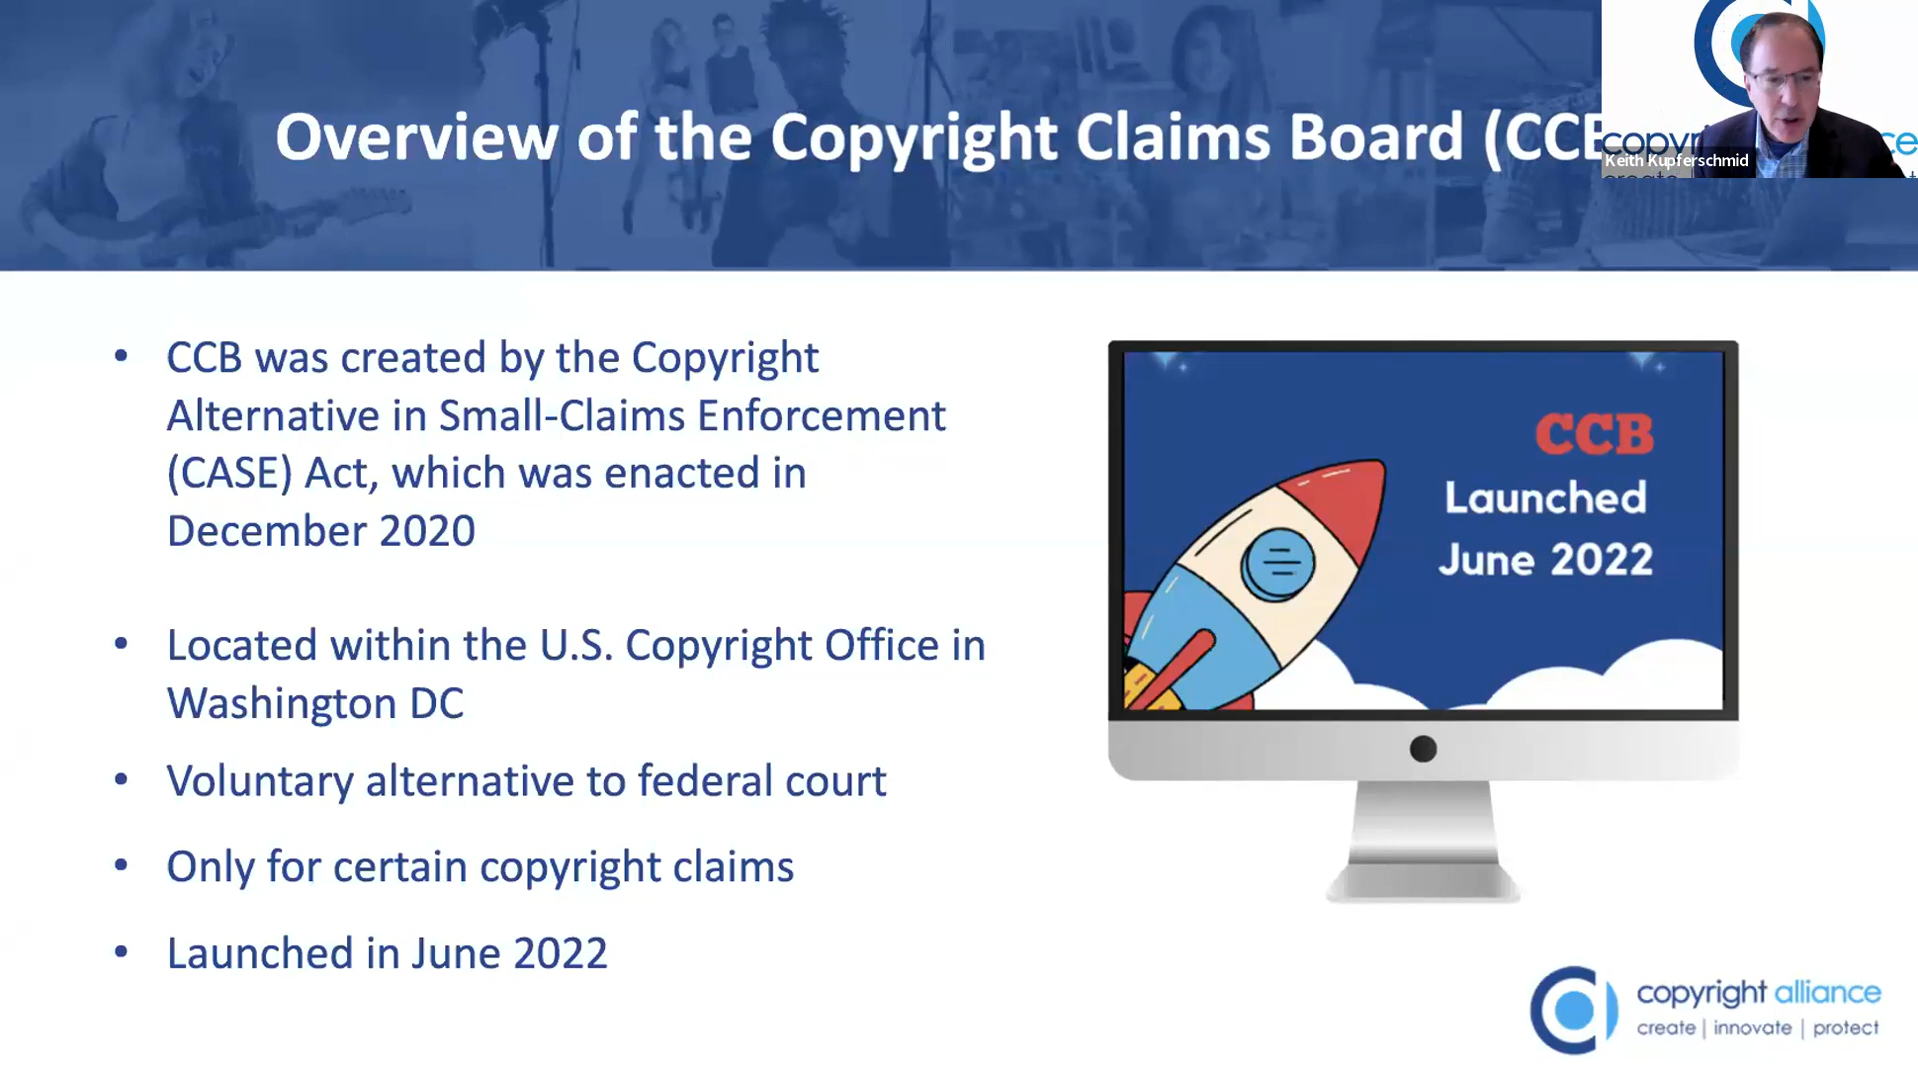 Overview of the Copyright Claims Board (CCB
copyright alliance
Keith Kupferschmid
create
• CCB was created by the Copyright
Alternative in Small-Claims Enforcement
(CASE) Act, which was enacted in
December 2020
• Located within the U.S. Copyright Office in
Washington DC
• Voluntary alternative to federal court
• Only for certain copyright claims
• Launched in June 2022
CCB
Launched
June 2022
copyright alliance
create | innovate | protect